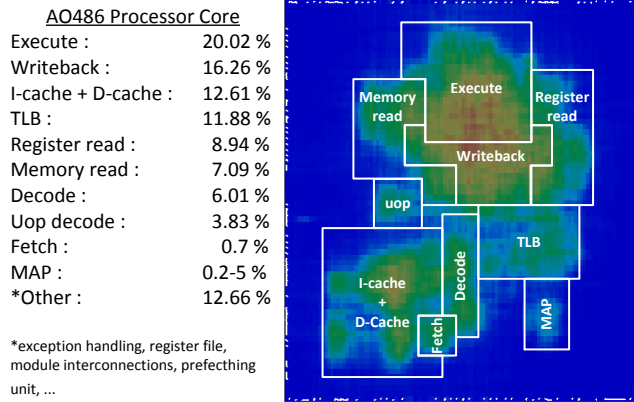 AO486 Processor Core
Execute : 20.02 %
Writeback : 16.26 %
I-cache + D-cache : 12.61 %
TLB : 11.88 %
Register read : 8.94 %
Memory read : 7.09 %
Decode : 6.01 %
Uop decode : 3.83 %
Fetch : 0.7 %
MAP : 0.2-5 %
*Other : 12.66 %
*exception handling, register file,
module interconnections, prefecthing
unit, ...
Execute
Memory
read
Register
read
Writeback
uop
TLB
Decode
I-cache
+
D-Cache
Fetch
MAP